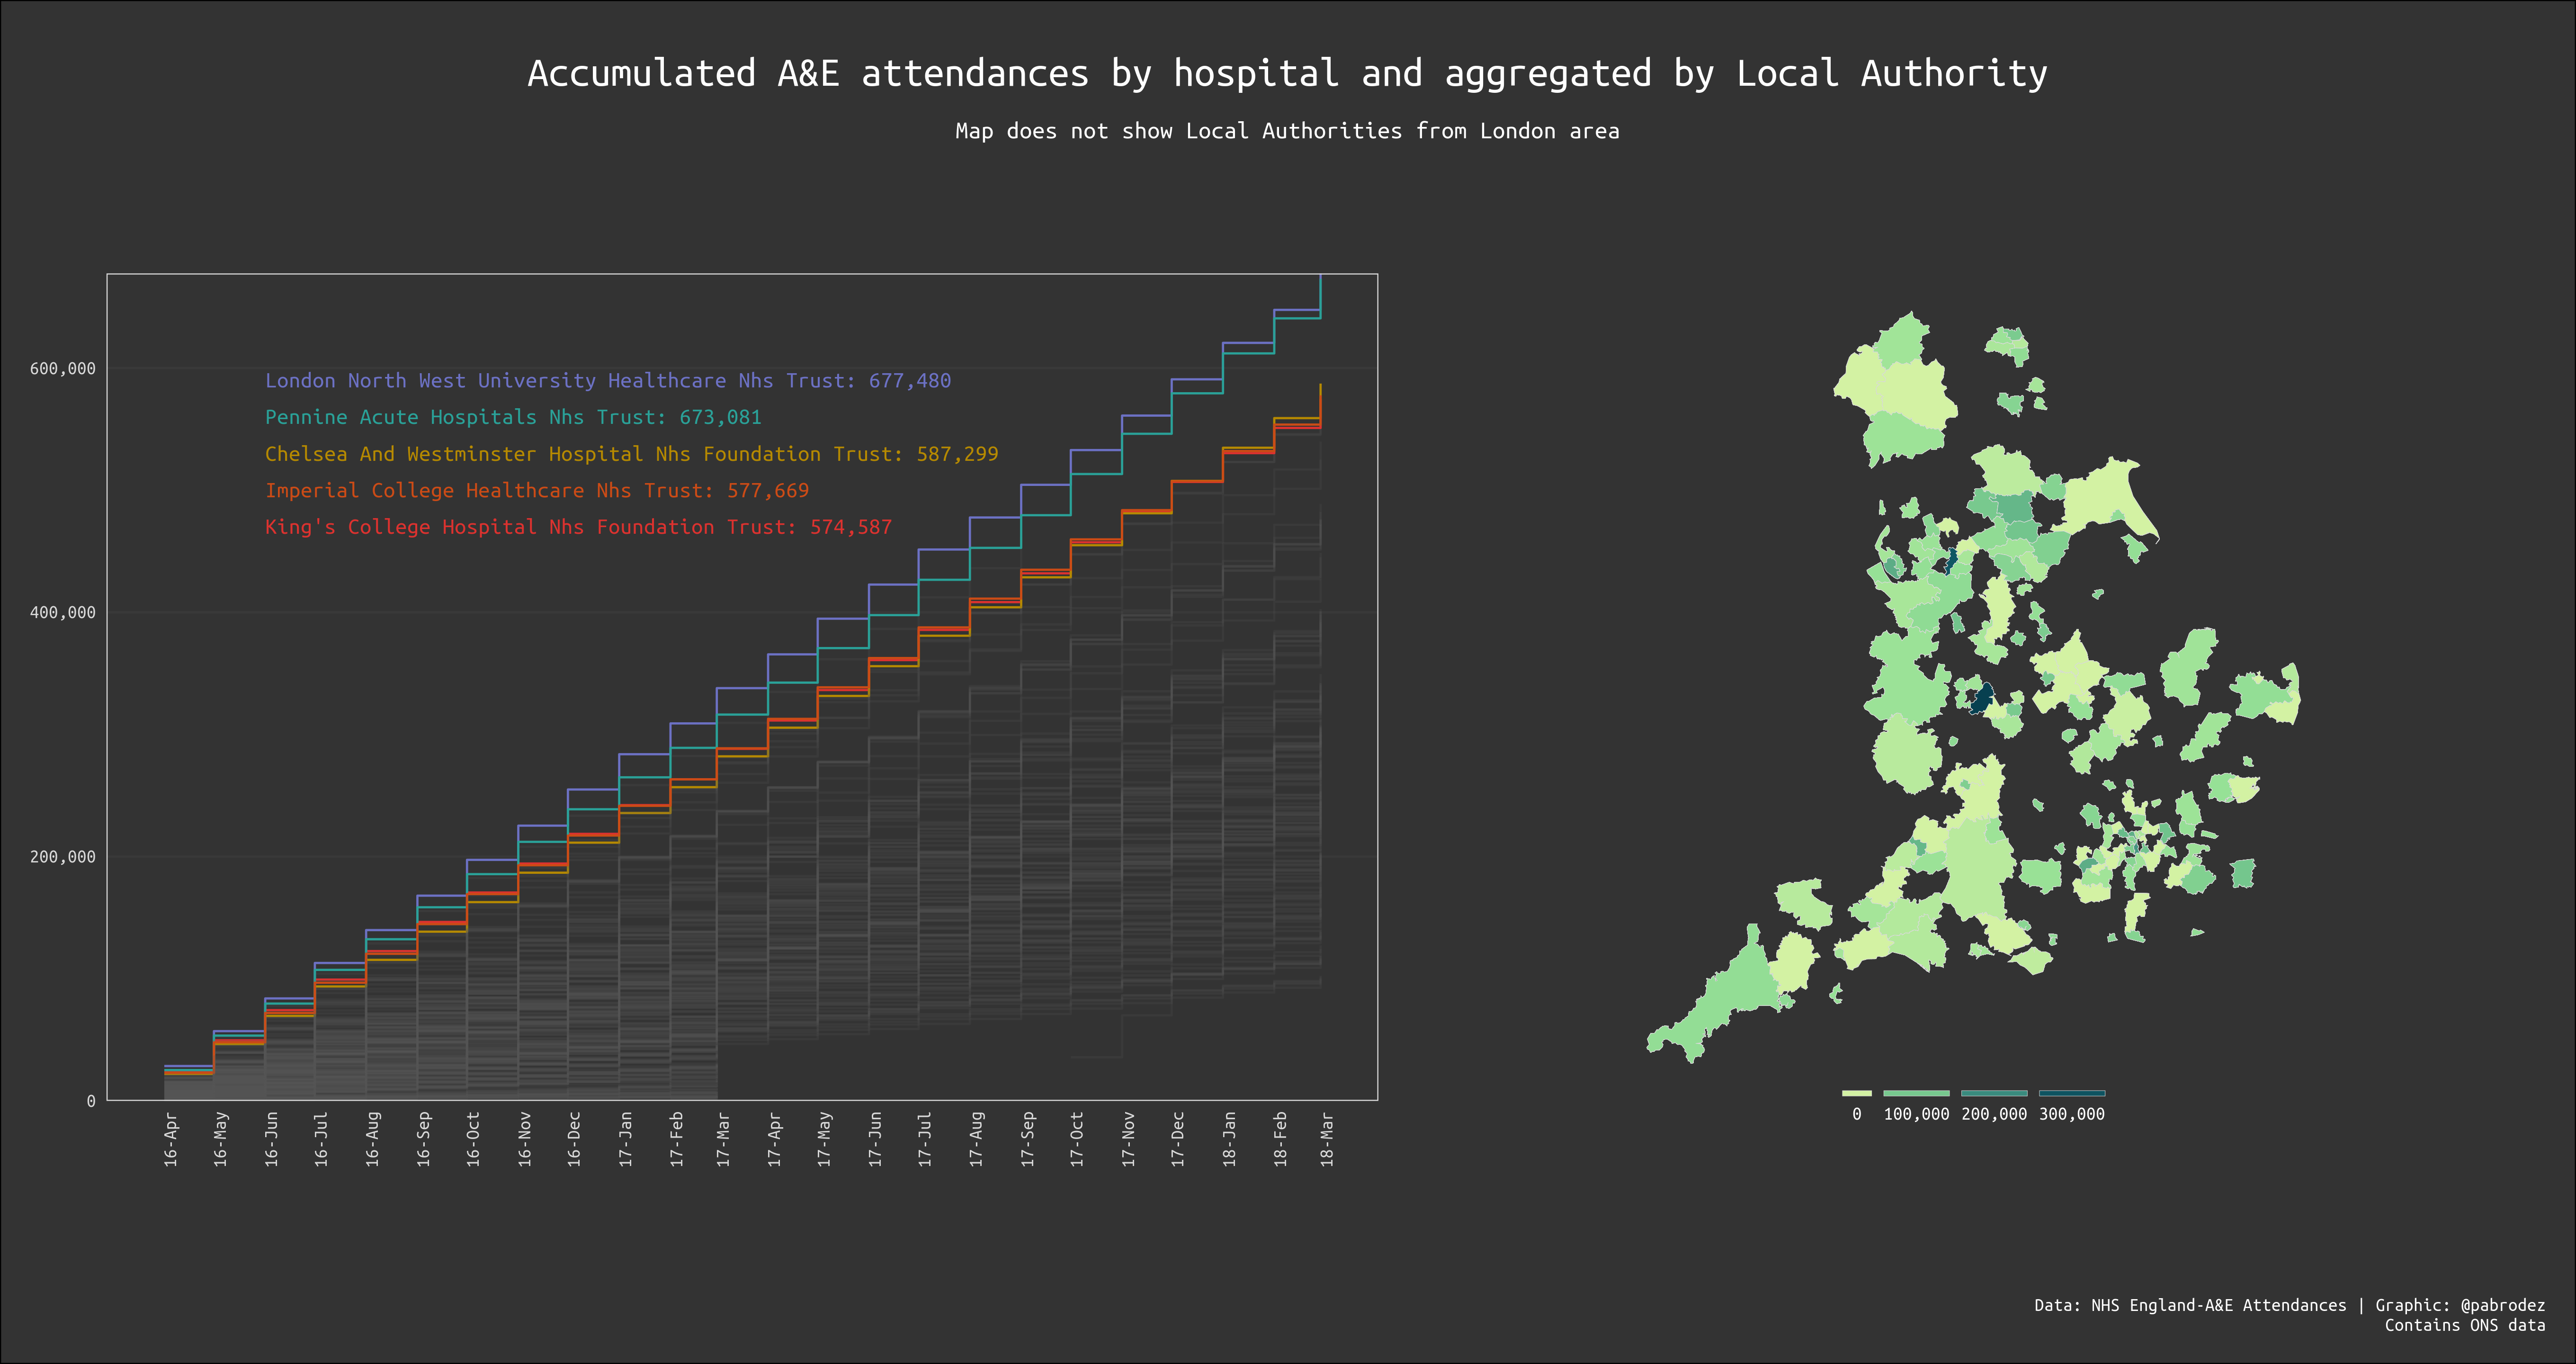 Accumulated A&E attendances by hospital and aggregated by Local Authority
Map does not show Local Authorities from London area
600,000
400,000
200,000
0
London North West University Healthcare Nhs Trust: 677,480
Pennine Acute Hospitals Nhs Trust: 673,081
Chelsea And Westminster Hospital Nhs Foundation Trust: 587,299
Imperial College Healthcare Nhs Trust: 577,669
King's College Hospital Nhs Foundation Trust: 574,587
16-Apr
16-May
16-Jun
16-Jul
16-Aug
16-Sep
16-Oct
16-Nov
16-Dec
17-Jan
17-Feb
17-Mar
17-Apr
17-May
17-Jun
17-Jul
17-Aug
17-Sep
17-Oct
17-Nov
17-Dec
18-Jan
18-Feb
18-Mar
0 100,000 200,000 300,000
Data: NHS England-A&E Attendances | Graphic: @pabrodez
Contains ONS data